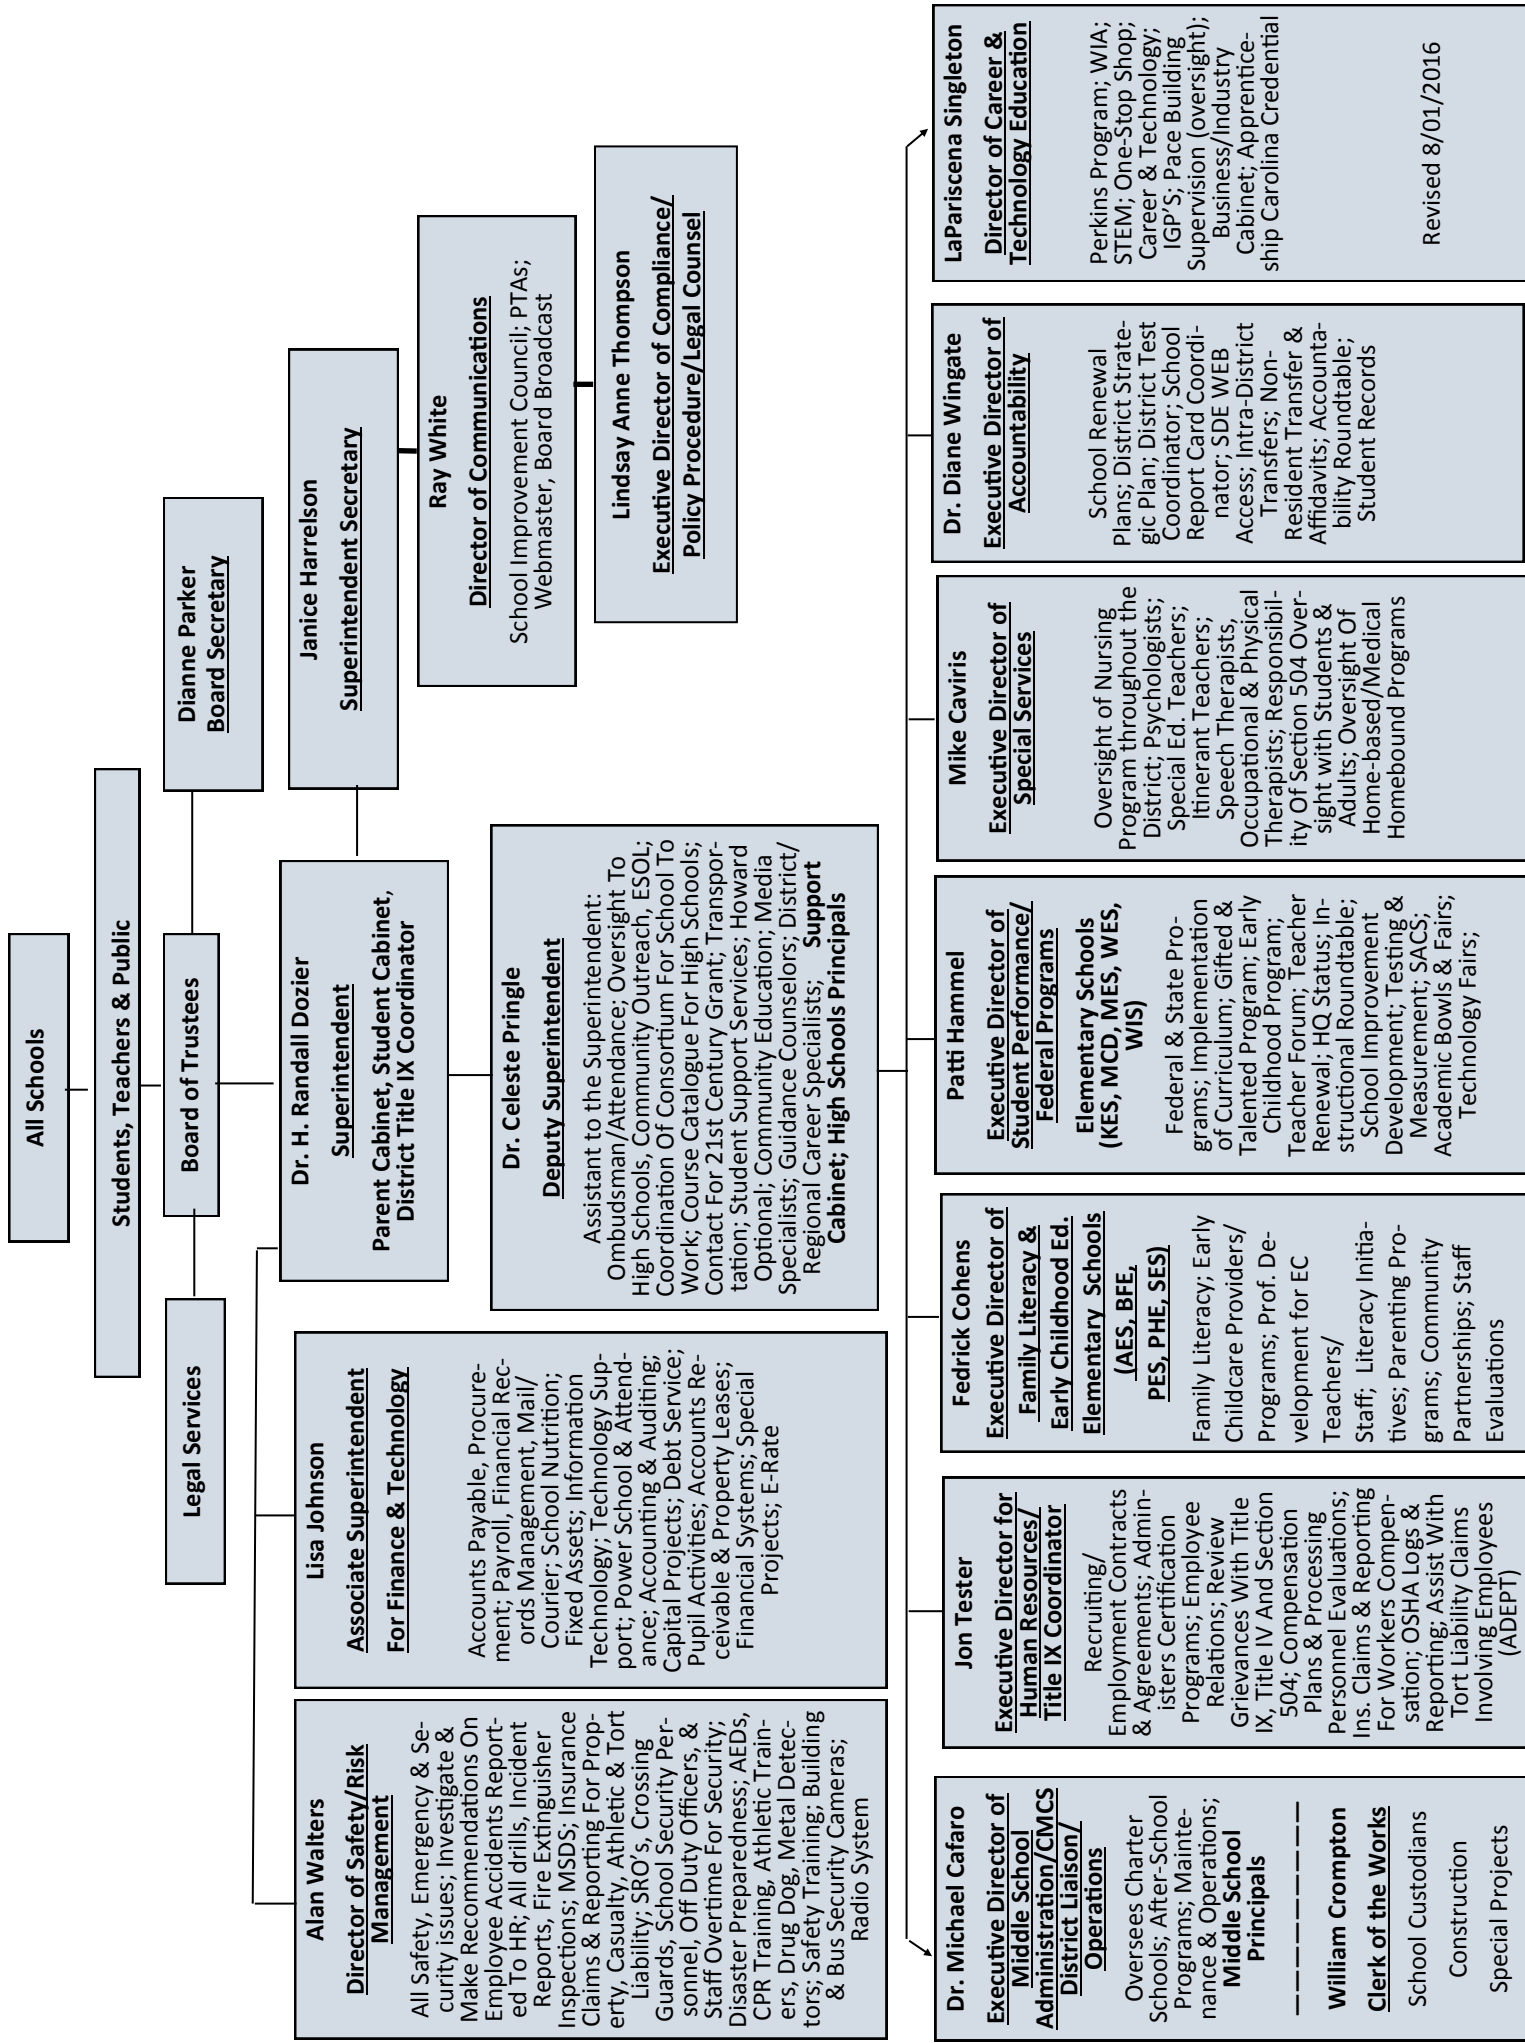 All Schools
Students, Teachers & Public
Legal Services
Board of Trustees
Dianne Parker
Board Secretary
Dr. H. Randall Dozier
Superintendent
Parent Cabinet, Student Cabinet,
District Title IX Coordinator
Janice Harrelson
Superintendent Secretary
Ray White
Director of Communications
School Improvement Council; PTAs;
Webmaster, Board Broadcast
Lindsay Anne Thompson
Executive Director of Compliance/
Policy Procedure/Legal Counsel
Alan Walters
Director of Safety/Risk
Management
All Safety, Emergency & Se-
curity issues; Investigate &
Make Recommendations On
Employee Accidents Report-
ed To HR; All drills, Incident
Reports, Fire Extinguisher
Inspections; MSDS; Insurance
Claims & Reporting For Prop-
erty, Casualty, Athletic & Tort
Liability; SRO's, Crossing
Guards, School Security Per-
sonnel, Off Duty Officers, &
Staff Overtime For Security;
Disaster Preparedness; AEDs,
CPR Training, Athletic Train-
ers, Drug Dog, Metal Detec-
tors; Safety Training; Building
& Bus Security Cameras;
Radio System
Lisa Johnson
Associate Superintendent
For Finance & Technology
Accounts Payable, Procure-
ment; Payroll, Financial Rec-
ords Management, Mail/
Courier; School Nutrition;
Fixed Assets; Information
Technology; Technology Sup-
port; Power School & Attend-
ance; Accounting & Auditing;
Capital Projects; Debt Service;
Pupil Activities; Accounts Re-
ceivable & Property Leases;
Financial Systems; Special
Projects; E-Rate
Dr. Celeste Pringle
Deputy Superintendent
Assistant to the Superintendent:
Ombudsman/Attendance; Oversight To
High Schools, Community Outreach, ESOL;
Coordination Of Consortium For School To
Work; Course Catalogue For High Schools;
Contact For 21st Century Grant; Transpor-
tation; Student Support Services; Howard
Optional; Community Education; Media
Specialists; Guidance Counselors; District/
Regional Career Specialists; Support
Cabinet; High Schools Principals
Dr. Michael Cafaro
Executive Director of
Middle School
Administration/CMCS
District Liaison/
Operations
Oversees Charter
Schools; After-School
Programs; Mainte-
nance & Operations;
Middle School
Principals
——————————
William Crompton
Clerk of the Works
School Custodians
Construction
Special Projects
Jon Tester
Executive Director for
Human Resources/
Title IX Coordinator
Recruiting/
Employment Contracts
& Agreements; Admin-
isters Certification
Programs; Employee
Relations; Review
Grievances With Title
IX, Title IV And Section
504; Compensation
Plans & Processing
Personnel Evaluations;
Ins. Claims & Reporting
For Workers Compen-
sation; OSHA Logs &
Reporting; Assist With
Tort Liability Claims
Involving Employees
(ADEPT)
Fedrick Cohens
Executive Director of
Family Literacy &
Early Childhood Ed.
Elementary Schools
(AES, BFE,
PES, PHE, SES)
Family Literacy; Early
Childcare Providers/
Programs; Prof. De-
velopment for EC
Teachers/
Staff; Literacy Initia-
tives; Parenting Pro-
grams; Community
Partnerships; Staff
Evaluations
Patti Hammel
Executive Director of
Student Performance/
Federal Programs
Elementary Schools
(KES, MCD, MES, WES,
WIS)
Federal & State Pro-
grams; Implementation
of Curriculum; Gifted &
Talented Program; Early
Childhood Program;
Teacher Forum; Teacher
Renewal; HQ Status; In-
structional Roundtable;
School Improvement
Development; Testing &
Measurement; SACS;
Academic Bowls & Fairs;
Technology Fairs;
Mike Caviris
Executive Director of
Special Services
Oversight of Nursing
Program throughout the
District; Psychologists;
Special Ed. Teachers;
Itinerant Teachers;
Speech Therapists,
Occupational & Physical
Therapists; Responsibil-
ity Of Section 504 Over-
sight with Students &
Adults; Oversight Of
Home-based/Medical
Homebound Programs
Dr. Diane Wingate
Executive Director of
Accountability
School Renewal
Plans; District Strate-
gic Plan; District Test
Coordinator; School
Report Card Coordi-
nator; SDE WEB
Access; Intra-District
Transfers; Non-
Resident Transfer &
Affidavits; Accounta-
bility Roundtable;
Student Records
LaPariscena Singleton
Director of Career &
Technology Education
Perkins Program; WIA;
STEM; One-Stop Shop;
Career & Technology;
IGP'S; Pace Building
Supervision (oversight);
Business/Industry
Cabinet; Apprentice-
ship Carolina Credential
Revised 8/01/2016